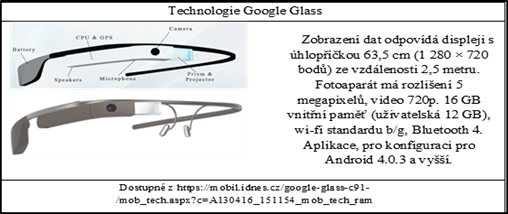 Technologie Google Glass
Camera
CPU & GPS
Battery
Speakers
Microphone
Prism &
Projector
Zobrazení dat odpovídá displeji s
úhlopříčkou 63,5 cm (1 280 × 720
bodů) ze vzdálenosti 2,5 metru.
Fotoaparát má rozlišení 5
megapixelů, video 720p. 16 GB
vnitřní paměť (uživatelská 12 GB),
wi-fi standardu b/g, Bluetooth 4.
Aplikace, pro konfiguraci pro
Android 4.0.3 a vyšší.
Dostupné z https://mobil.idnes.cz/google-glass-c91-
/mob_tech.aspx?c=A130416_151154_mob_tech_ram